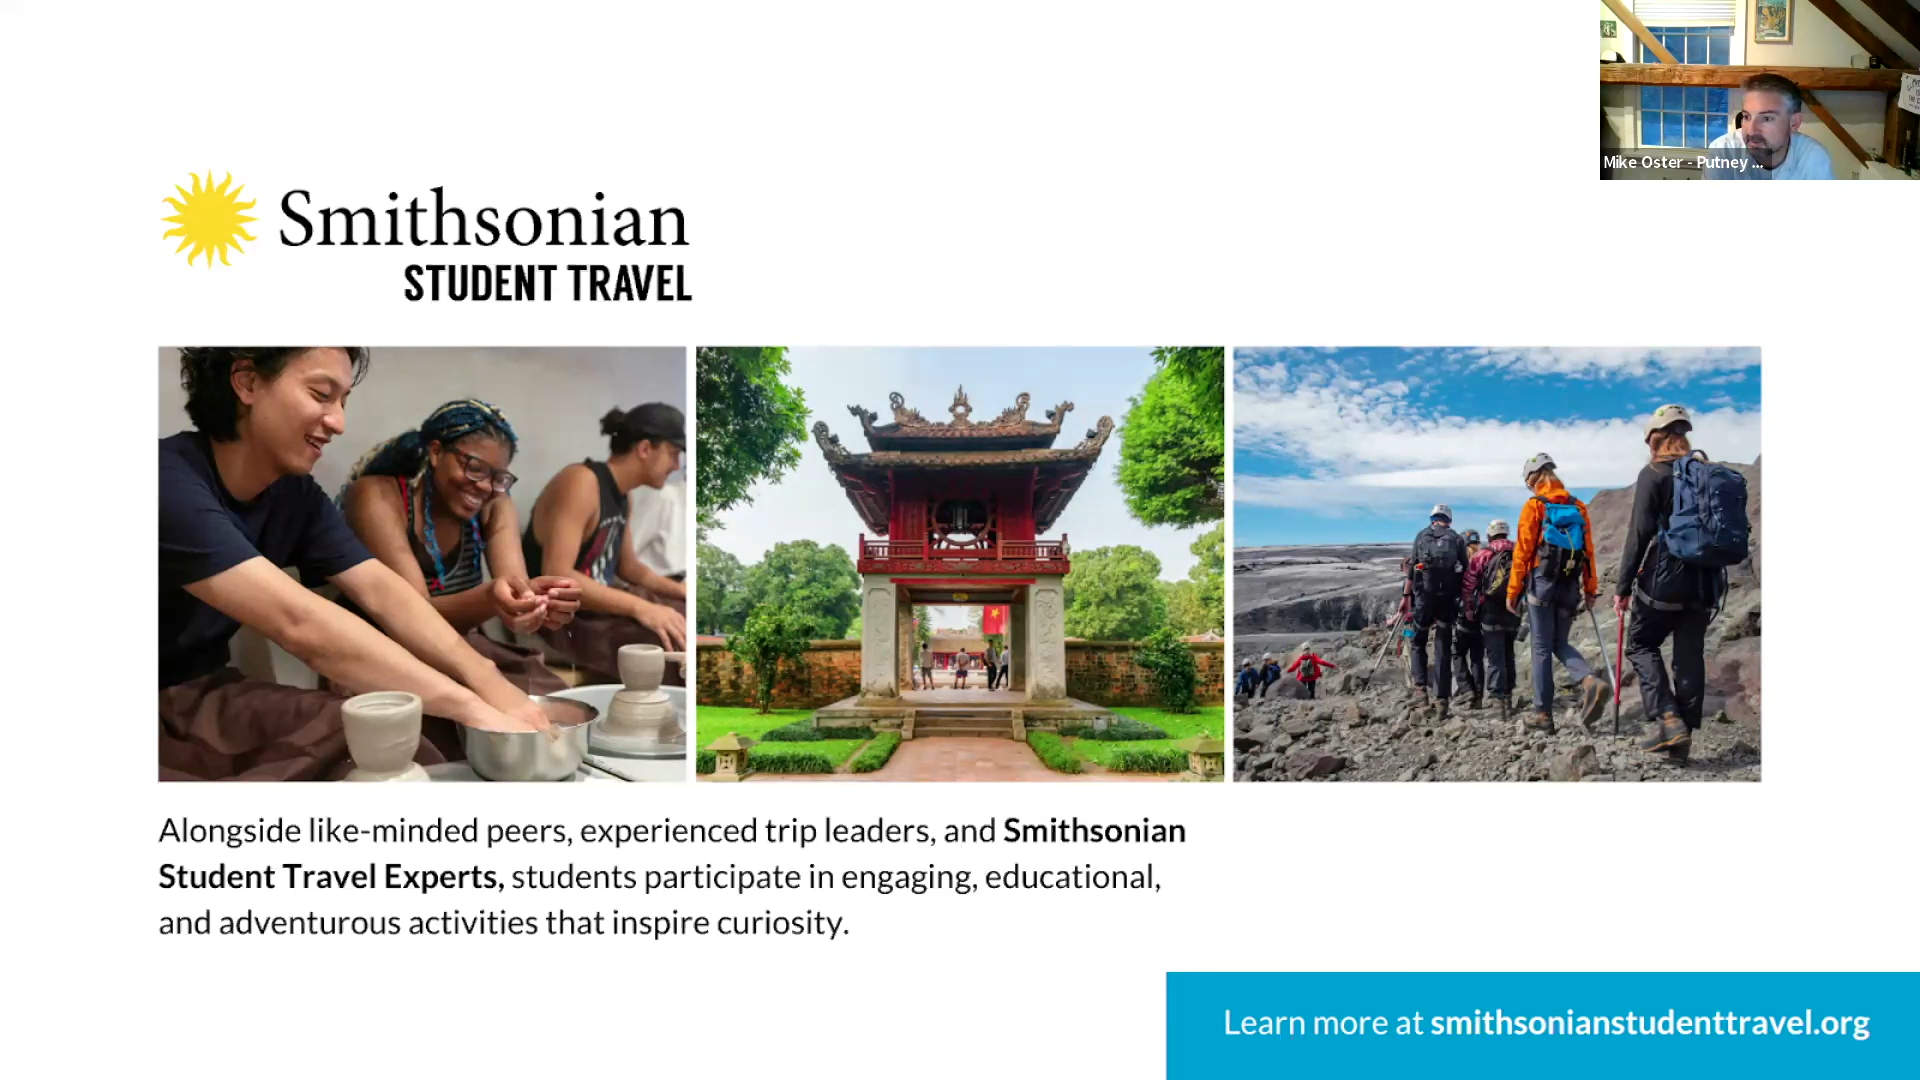 Mike Oster - Putney ...
Smithsonian
STUDENT TRAVEL
Alongside like-minded peers, experienced trip leaders, and Smithsonian
Student Travel Experts, students participate in engaging, educational,
and adventurous activities that inspire curiosity.
Learn more at smithsonianstudenttravel.org